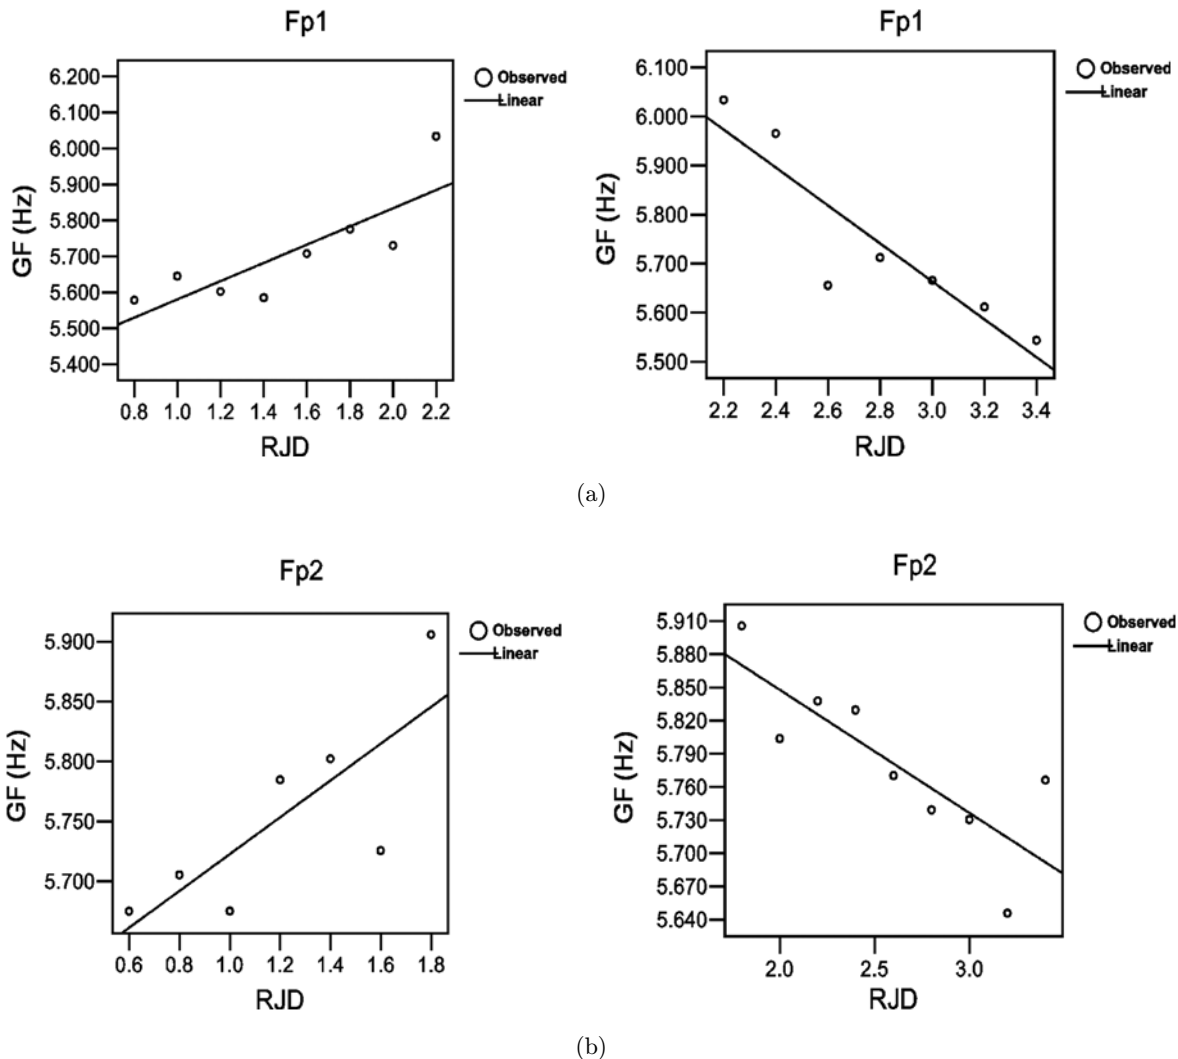 Fp1
6.200
6.100
6.000
5.900
5.800
5.700
5.600
5.500
5.400
GF (Hz)
0.8 1.0 1.2 1.4 1.6 1.8 2.0 2.2
RJD
Observed
Linear
Fp1
6.100
6.000
5.900
5.800
5.700
5.600
5.500
GF (Hz)
2.2 2.4 2.6 2.8 3.0 3.2 3.4
RJD
Observed
Linear
(a)
Fp2
5.900
5.850
5.800
5.750
5.700
GF (Hz)
0.6 0.8 1.0 1.2 1.4 1.6 1.8
RJD
Observed
Linear
Fp2
5.910
5.880
5.850
5.820
5.790
5.760
5.730
5.700
5.670
5.640
GF (Hz)
2.0 2.5 3.0
RJD
Observed
Linear
(b)